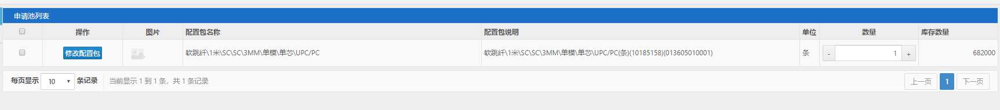 申请池列表
操作 图片 配置包名称 配置包说明 单位 数量 库存数量
修改配置包 软跳纤\1米\SC\SC\3MM\单模\单芯\UPC/PC 软跳纤\1米\SC\SC\3MM\单模\单芯\UPC/PC(条)(10185158)(013605010001) 条 - 1 + 682000
每页显示 10 条记录 当前显示 1 到 1 条，共 1 条记录 上一页 1 下一页